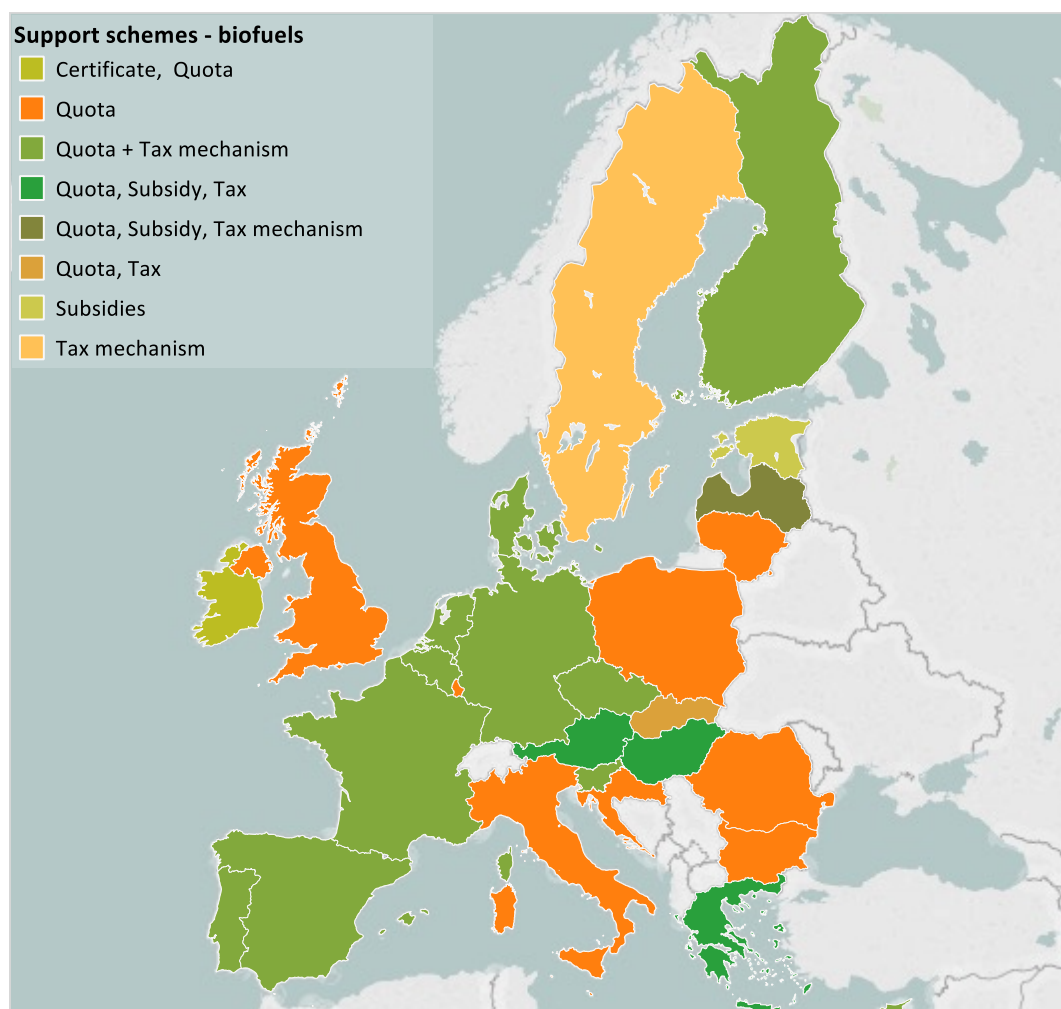 Support schemes - biofuels
Certificate, Quota
Quota
Quota + Tax mechanism
Quota, Subsidy, Tax
Quota, Subsidy, Tax mechanism
Quota, Tax
Subsidies
Tax mechanism